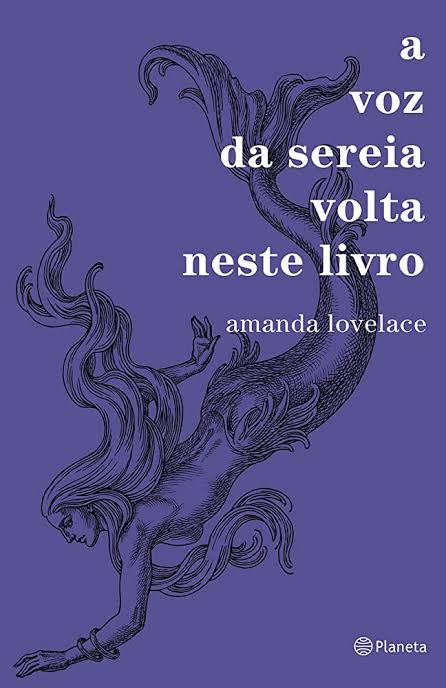 a
voz
da sereia
volta
neste livro
amanda lovelace
Planeta